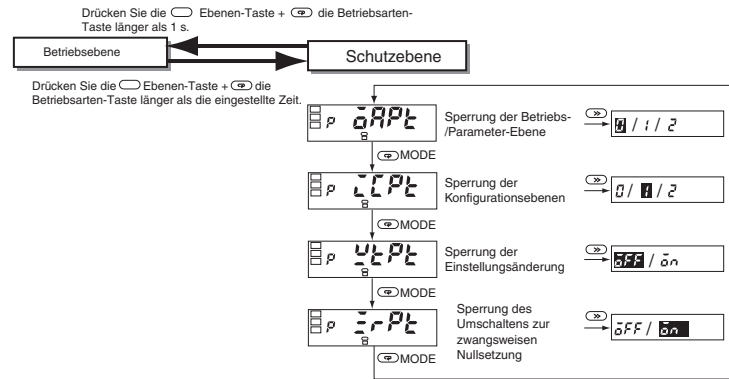 Drücken Sie die Ebenen-Taste + die Betriebsarten-
Taste länger als 1 s.
Betriebsebene
Schutzebene
Drücken Sie die Ebenen-Taste + die
Betriebsarten-Taste länger als die eingestellte Zeit.
p oAPt
Sperrung der Betriebs-
/Parameter-Ebene
0 / 1 / 2
MODE
p iCPt
Sperrung der
Konfigurationsebenen
0 / 1 / 2
MODE
p WtPt
Sperrung der
Einstellungsänderung
oFF / on
MODE
p ZrPt
Sperrung des
Umschaltens zur
zwangsweisen
Nullsetzung
oFF / on
MODE